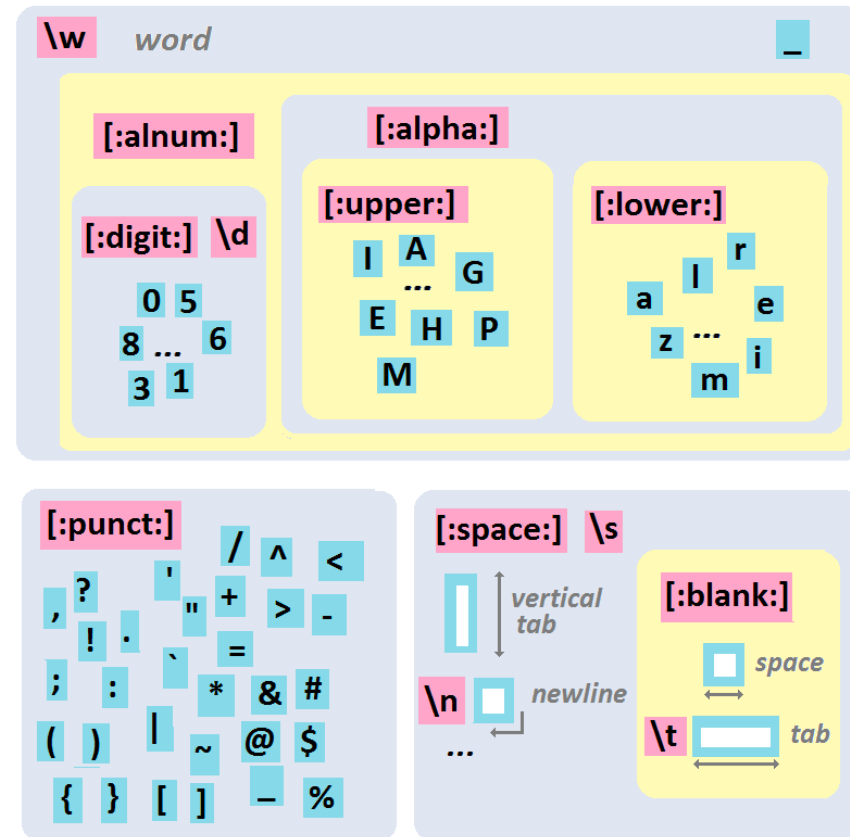 \w word _
[:alnum:] [:alpha:]
[:upper:] [:lower:]
[:digit:] \d
I A G
...
E H P
M
r
l
a e
z ... i
m
0 5
8 ... 6
3 1
[:punct:]
/ ^ <
' ? , " + > -
! . ` =
; : * & #
( ) | ~ @ $
{ } [ ] _ %
[:space:] \s
vertical
tab
\n newline
...
[:blank:]
space
\t tab